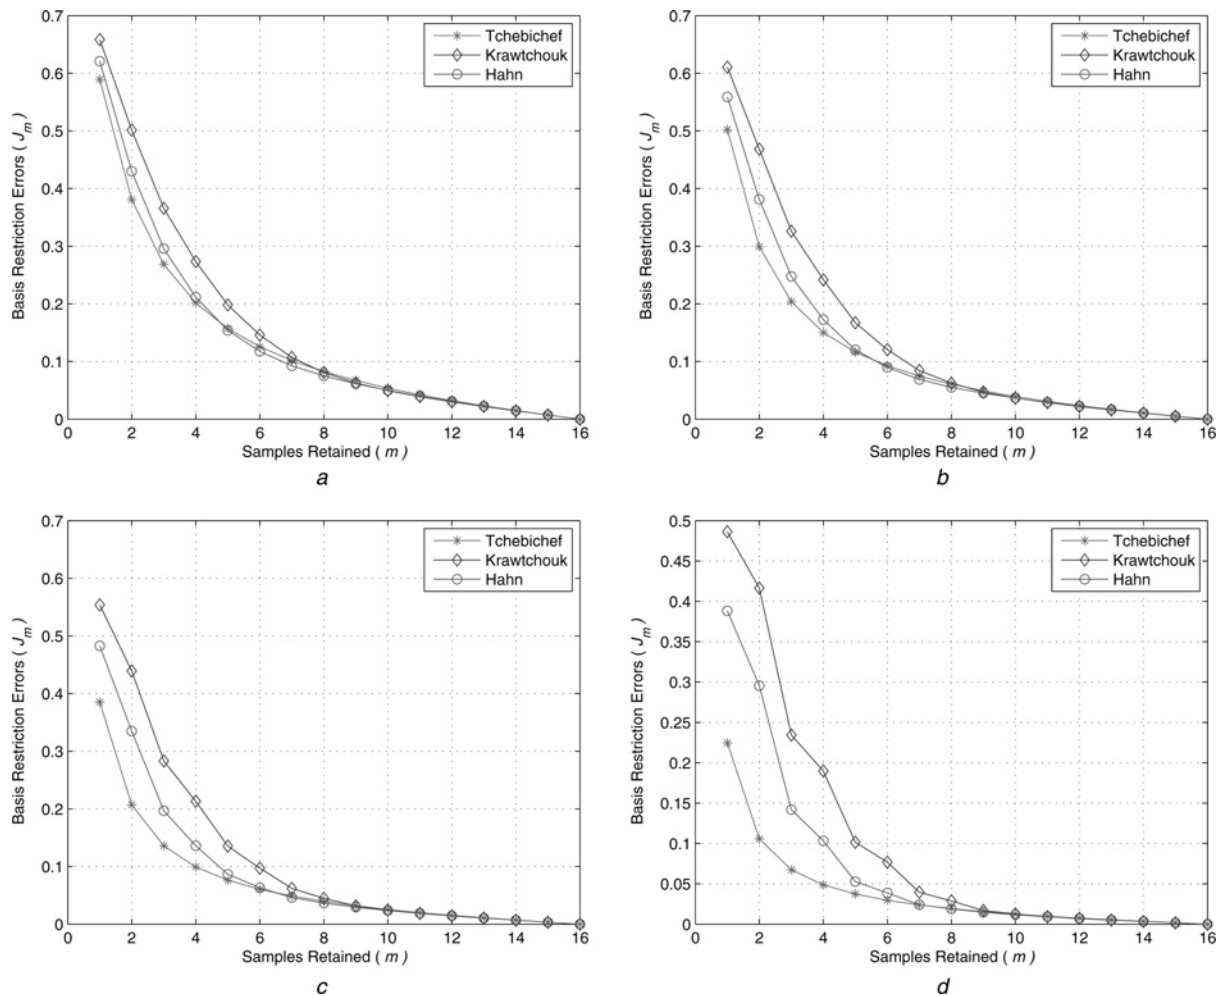 0.7
0.6
0.5
0.4
0.3
0.2
0.1
0
Basis Restriction Errors ( J_m )
Tchebichef
Krawtchouk
Hahn
0 2 4 6 8 10 12 14 16
Samples Retained ( m )
a
0.7
0.6
0.5
0.4
0.3
0.2
0.1
0
Basis Restriction Errors ( J_m )
Tchebichef
Krawtchouk
Hahn
0 2 4 6 8 10 12 14 16
Samples Retained ( m )
b
0.7
0.6
0.5
0.4
0.3
0.2
0.1
0
Basis Restriction Errors ( J_m )
Tchebichef
Krawtchouk
Hahn
0 2 4 6 8 10 12 14 16
Samples Retained ( m )
c
0.5
0.45
0.4
0.35
0.3
0.25
0.2
0.15
0.1
0.05
0
Basis Restriction Errors ( J_m )
Tchebichef
Krawtchouk
Hahn
0 2 4 6 8 10 12 14 16
Samples Retained ( m )
d